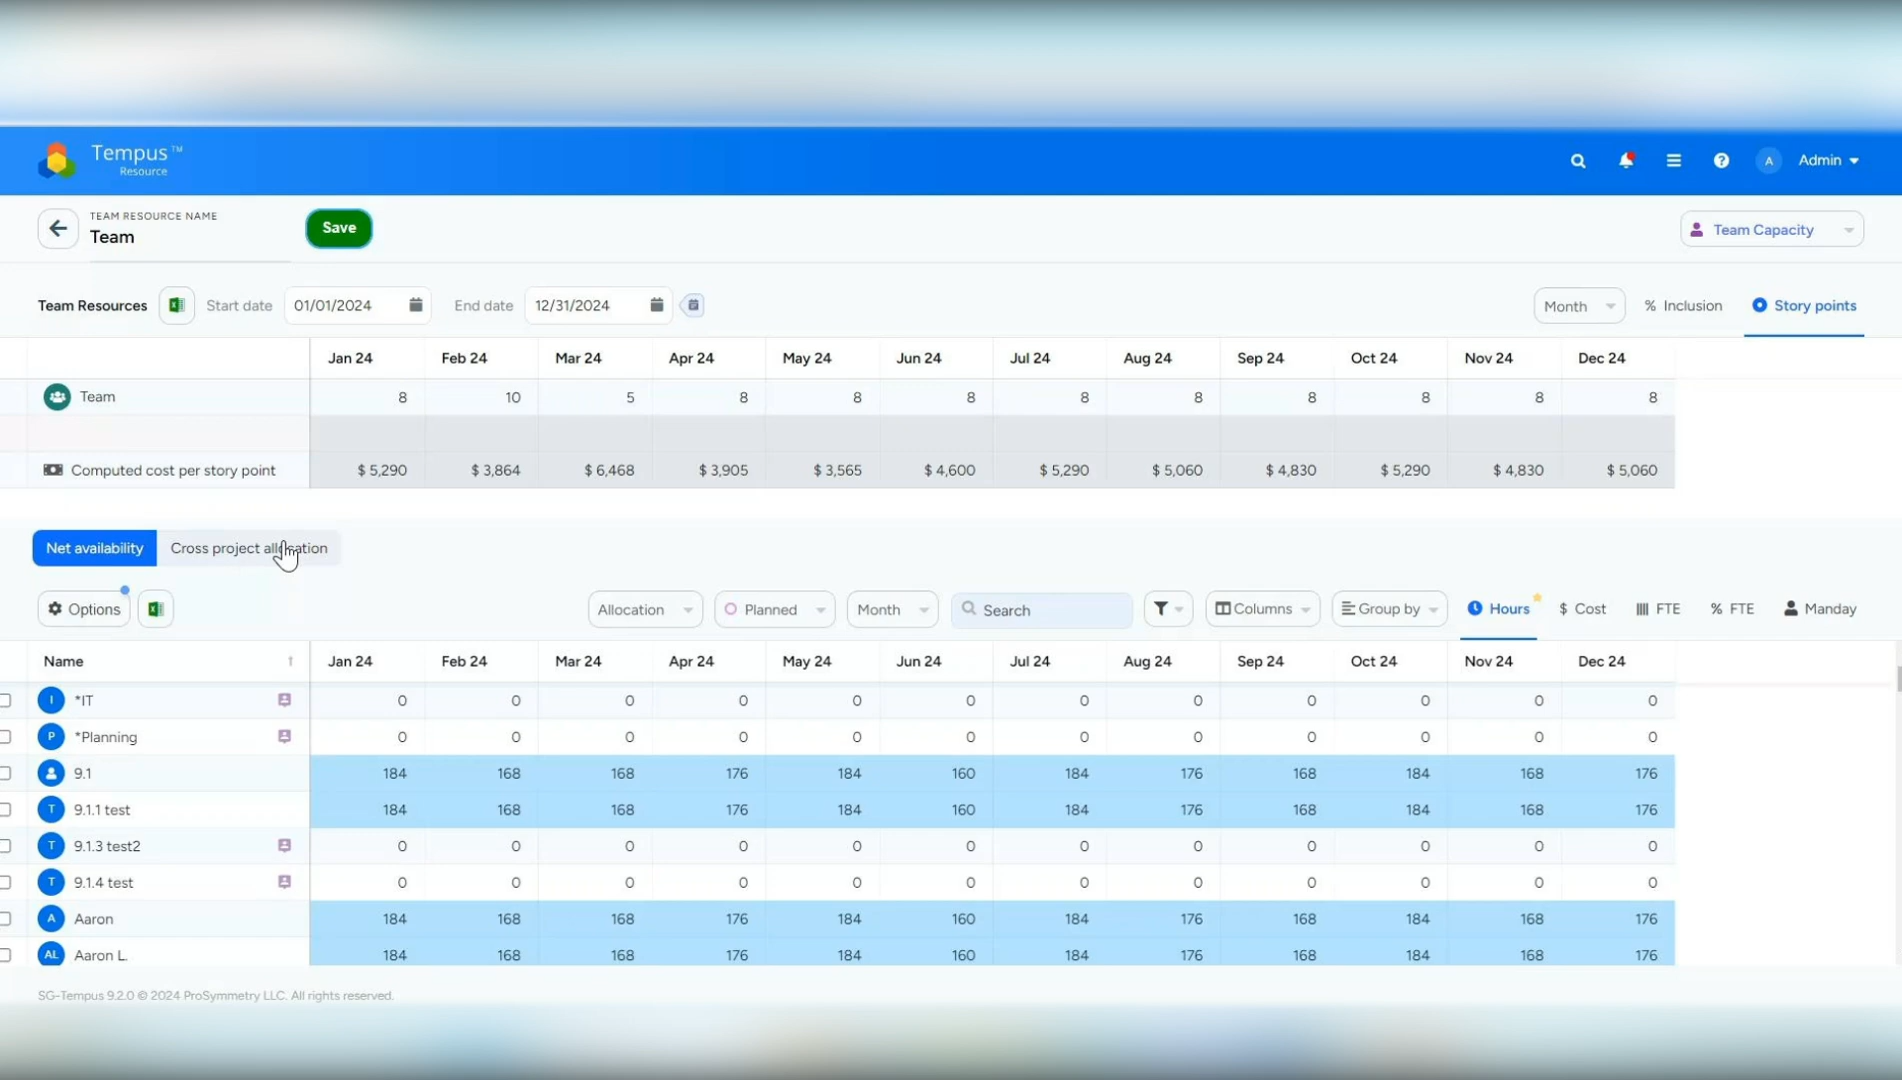 Tempus™
Resource
A Admin
TEAM RESOURCE NAME
Team
Save
Team Capacity
Team Resources Start date 01/01/2024 End date 12/31/2024 Month % Inclusion Story points
Jan 24 Feb 24 Mar 24 Apr 24 May 24 Jun 24 Jul 24 Aug 24 Sep 24 Oct 24 Nov 24 Dec 24
Team 8 10 5 8 8 8 8 8 8 8 8 8
Computed cost per story point $ 5,290 $ 3,864 $ 6,468 $ 3,905 $ 3,565 $ 4,600 $ 5,290 $ 5,060 $ 4,830 $ 5,290 $ 4,830 $ 5,060
Net availability Cross project allocation
Options Allocation Planned Month Search Columns Group by Hours $ Cost FTE % FTE Manday
Name Jan 24 Feb 24 Mar 24 Apr 24 May 24 Jun 24 Jul 24 Aug 24 Sep 24 Oct 24 Nov 24 Dec 24
I *IT 0 0 0 0 0 0 0 0 0 0 0 0
P *Planning 0 0 0 0 0 0 0 0 0 0 0 0
9.1 184 168 168 176 184 160 184 176 168 184 168 176
T 9.1.1 test 184 168 168 176 184 160 184 176 168 184 168 176
T 9.1.3 test2 0 0 0 0 0 0 0 0 0 0 0 0
T 9.1.4 test 0 0 0 0 0 0 0 0 0 0 0 0
A Aaron 184 168 168 176 184 160 184 176 168 184 168 176
AL Aaron L. 184 168 168 176 184 160 184 176 168 184 168 176
SG-Tempus 9.2.0 © 2024 ProSymmetry LLC. All rights reserved.